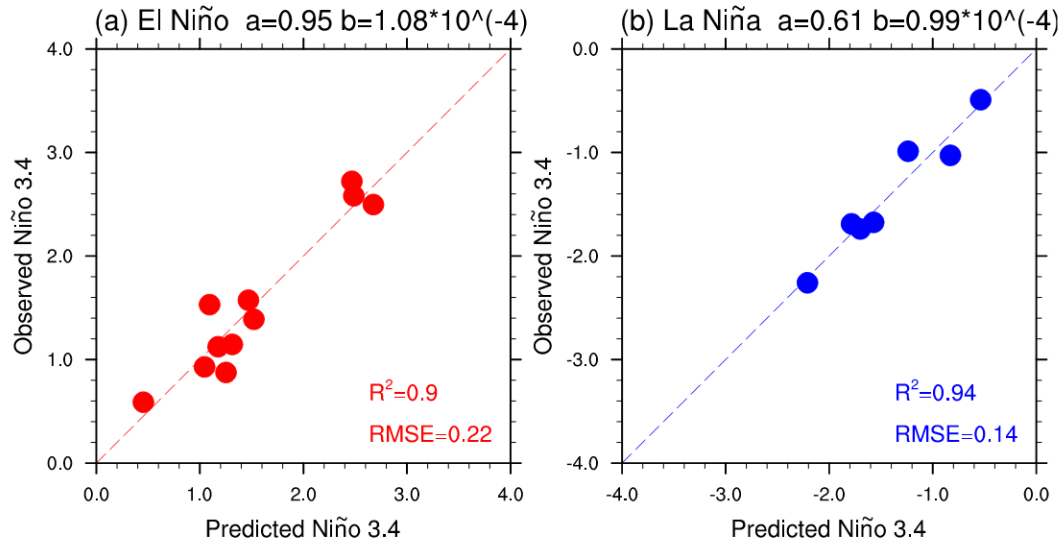 (a) El Niño a=0.95 b=1.08*10^(-4)
4.0
3.0
2.0
1.0
0.0
Observed Niño 3.4
R²=0.9
RMSE=0.22
0.0 1.0 2.0 3.0 4.0
Predicted Niño 3.4
(b) La Niña a=0.61 b=0.99*10^(-4)
0.0
-1.0
-2.0
-3.0
-4.0
Observed Niño 3.4
R²=0.94
RMSE=0.14
-4.0 -3.0 -2.0 -1.0 0.0
Predicted Niño 3.4